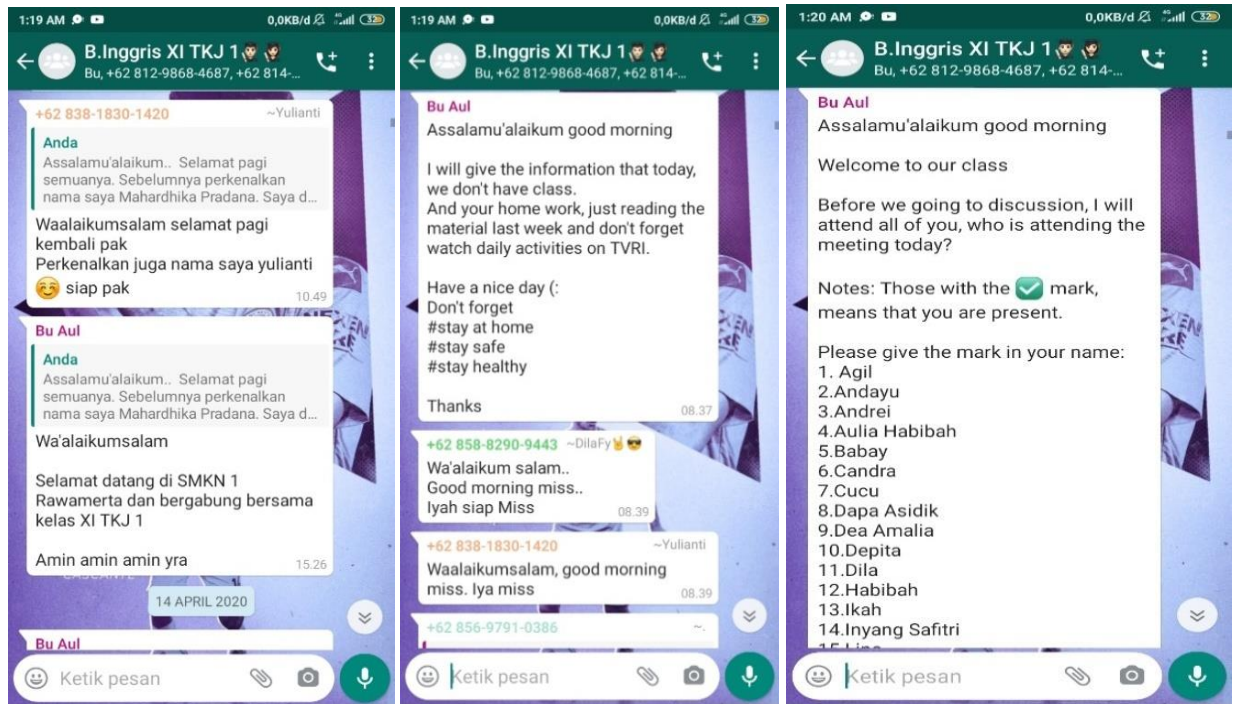 1:19 AM
0,0KB/d
32
B.Inggris XI TKJ 1
Bu, +62 812-9868-4687, +62 814-...
+62 838-1830-1420 ~Yulianti
Anda
Assalamu'alaikum.. Selamat pagi
semuanya. Sebelumnya perkenalkan
nama saya Mahardhika Pradana. Saya d...
Waalaikumsalam selamat pagi
kembali pak
Perkenalkan juga nama saya yulianti
☺️ siap pak
10.49
Bu Aul
Anda
Assalamu'alaikum.. Selamat pagi
semuanya. Sebelumnya perkenalkan
nama saya Mahardhika Pradana. Saya d...
Wa'alaikumsalam
Selamat datang di SMKN 1
Rawamerta dan bergabung bersama
kelas XI TKJ 1
Amin amin amin yra
15.26
14 APRIL 2020
Bu Aul
Ketik pesan
1:19 AM
0,0KB/d
32
B.Inggris XI TKJ 1
Bu, +62 812-9868-4687, +62 814-...
Bu Aul
Assalamu'alaikum good morning
I will give the information that today,
we don't have class.
And your home work, just reading the
material last week and don't forget
watch daily activities on TVRI.
Have a nice day (:
Don't forget
#stay at home
#stay safe
#stay healthy
Thanks
08.37
+62 858-8290-9443 ~DilaFy🤘😎
Wa'alaikum salam..
Good morning miss..
Iyah siap Miss
08.39
+62 838-1830-1420 ~Yulianti
Waalaikumsalam, good morning
miss. Iya miss
08.39
+62 856-9791-0386 ~.
Ketik pesan
1:20 AM
0,0KB/d
32
B.Inggris XI TKJ 1
Bu, +62 812-9868-4687, +62 814-...
Bu Aul
Assalamu'alaikum good morning
Welcome to our class
Before we going to discussion, I will
attend all of you, who is attending the
meeting today?
Notes: Those with the ✅ mark,
means that you are present.
Please give the mark in your name:
1. Agil
2.Andayu
3.Andrei
4.Aulia Habibah
5.Babay
6.Candra
7.Cucu
8.Dapa Asidik
9.Dea Amalia
10.Depita
11.Dila
12.Habibah
13.Ikah
14.Inyang Safitri
Ketik pesan